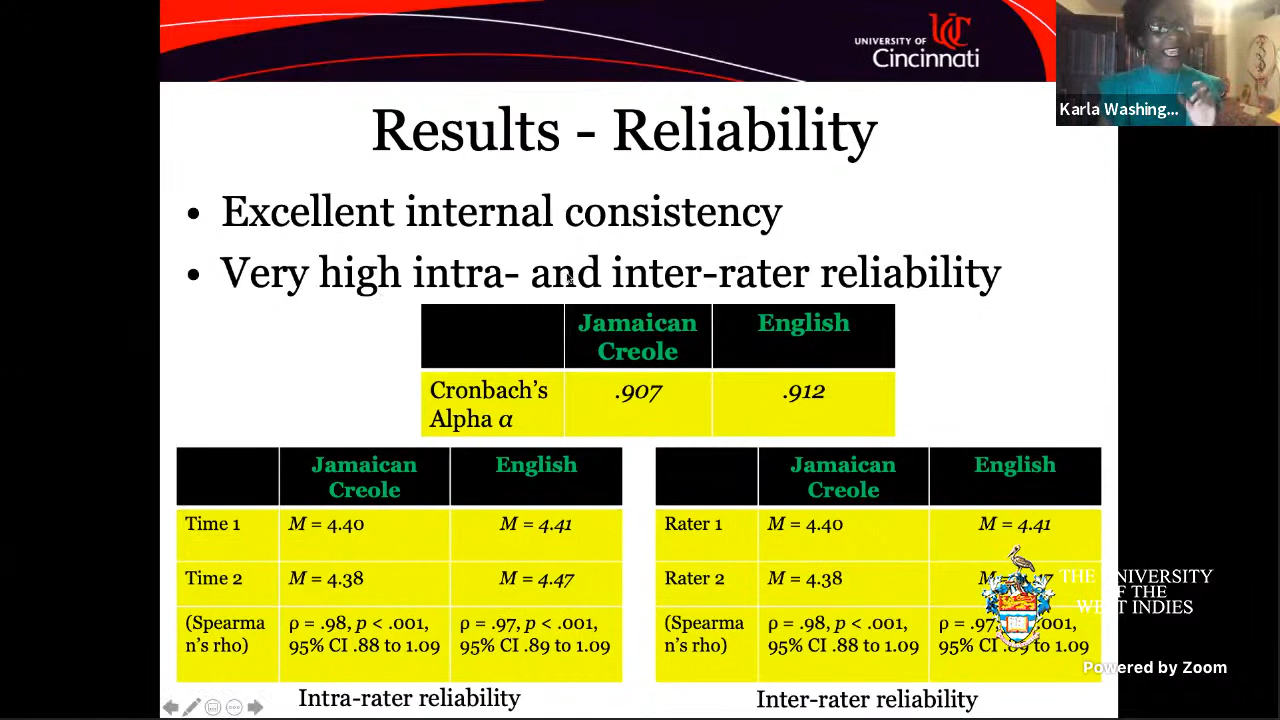 UNIVERSITY OF
Cincinnati
Karla Washing...
Results - Reliability
• Excellent internal consistency
• Very high intra- and inter-rater reliability
Jamaican Creole English
Cronbach's Alpha α .907 .912
Jamaican Creole English
Time 1 M = 4.40 M = 4.41
Time 2 M = 4.38 M = 4.47
(Spearma n's rho) ρ = .98, p < .001, 95% CI .88 to 1.09 ρ = .97, p < .001, 95% CI .89 to 1.09
Intra-rater reliability
Jamaican Creole English
Rater 1 M = 4.40 M = 4.41
Rater 2 M = 4.38
(Spearma n's rho) ρ = .98, p < .001, 95% CI .88 to 1.09 ρ = .97, .001, 95% CI .89 to 1.09
Inter-rater reliability
THE UNIVERSITY
OF THE
WEST INDIES
Powered by Zoom